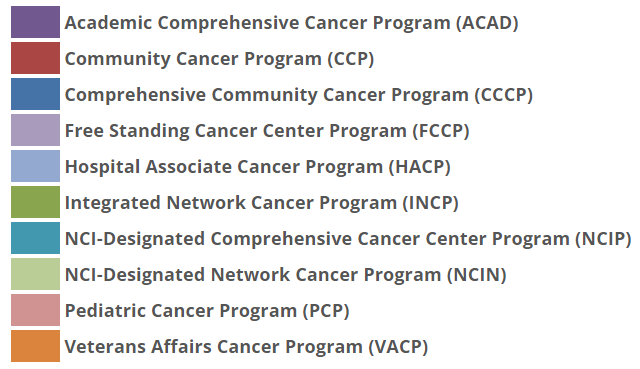 Academic Comprehensive Cancer Program (ACAD)
Community Cancer Program (CCP)
Comprehensive Community Cancer Program (CCCP)
Free Standing Cancer Center Program (FCCP)
Hospital Associate Cancer Program (HACP)
Integrated Network Cancer Program (INCP)
NCI-Designated Comprehensive Cancer Center Program (NCIP)
NCI-Designated Network Cancer Program (NCIN)
Pediatric Cancer Program (PCP)
Veterans Affairs Cancer Program (VACP)